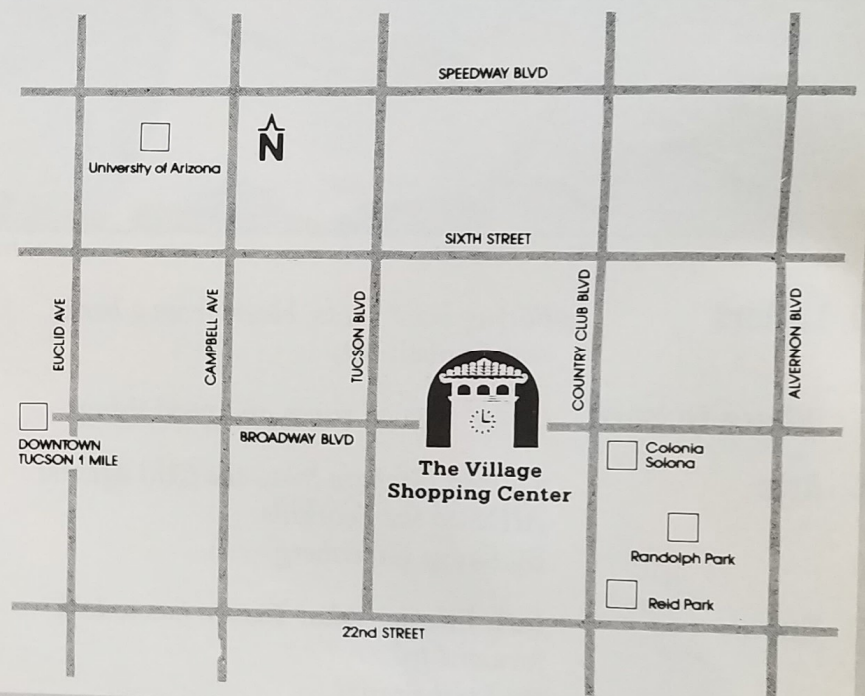 SPEEDWAY BLVD
University of Arizona
N
SIXTH STREET
EUCLID AVE
CAMPBELL AVE
TUCSON BLVD
COUNTRY CLUB BLVD
ALVERNON BLVD
DOWNTOWN
TUCSON 1 MILE
BROADWAY BLVD
The Village
Shopping Center
Colonia
Solona
Randolph Park
Reid Park
22nd STREET